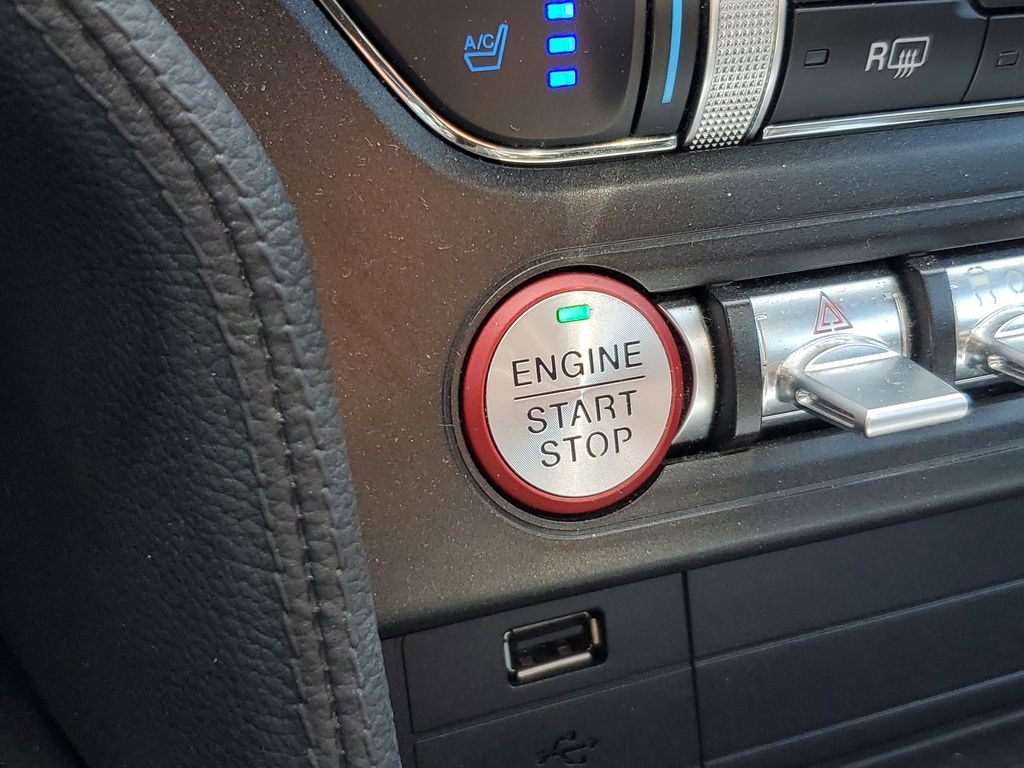 A/C
R
ENGINE
START
STOP